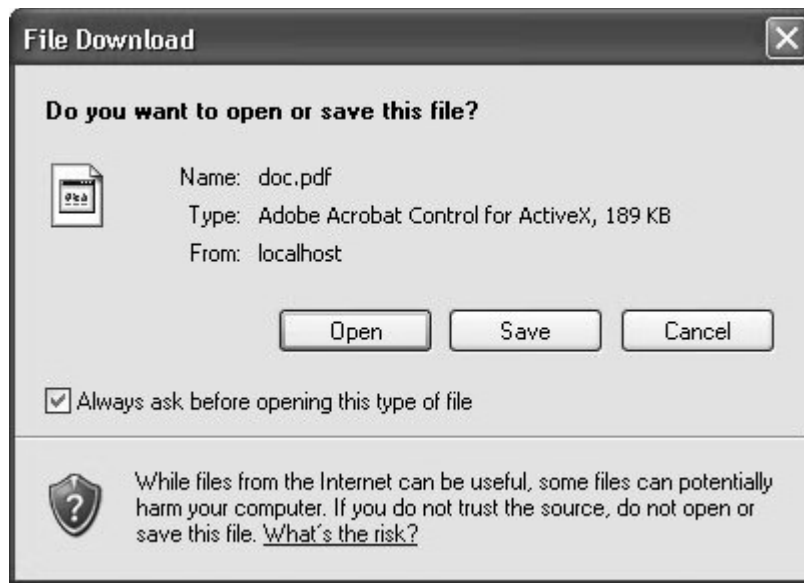 File Download
Do you want to open or save this file?
Name: doc.pdf
Type: Adobe Acrobat Control for ActiveX, 189 KB
From: localhost
Open Save Cancel
Always ask before opening this type of file
While files from the Internet can be useful, some files can potentially
harm your computer. If you do not trust the source, do not open or
save this file. What's the risk?